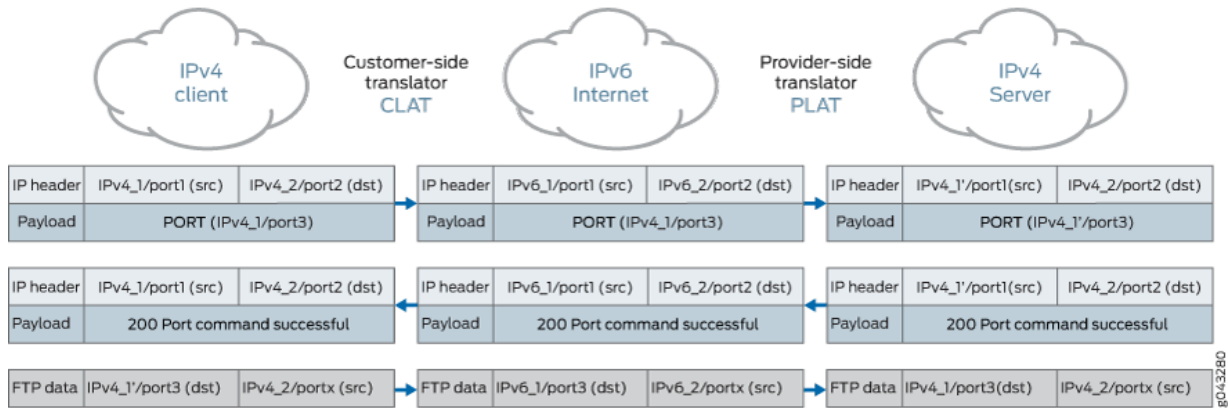 IPv4
client
Customer-side
translator
CLAT
IPv6
Internet
Provider-side
translator
PLAT
IPv4
Server
IP header IPv4_1/port1 (src) IPv4_2/port2 (dst) IP header IPv6_1/port1 (src) IPv6_2/port2 (dst) IP header IPv4_1'/port1(src) IPv4_2/port2 (dst)
Payload PORT (IPv4_1/port3) Payload PORT (IPv4_1/port3) Payload PORT (IPv4_1'/port3)
IP header IPv4_1/port1 (src) IPv4_2/port2 (dst) IP header IPv6_1/port1 (src) IPv6_2/port2 (dst) IP header IPv4_1'/port1(src) IPv4_2/port2 (dst)
Payload 200 Port command successful Payload 200 Port command successful Payload 200 Port command successful
FTP data IPv4_1'/port3 (dst) IPv4_2/portx (src) FTP data IPv6_1/port3 (dst) IPv6_2/portx (src) FTP data IPv4_1/port3(dst) IPv4_2/portx (src)
g043280